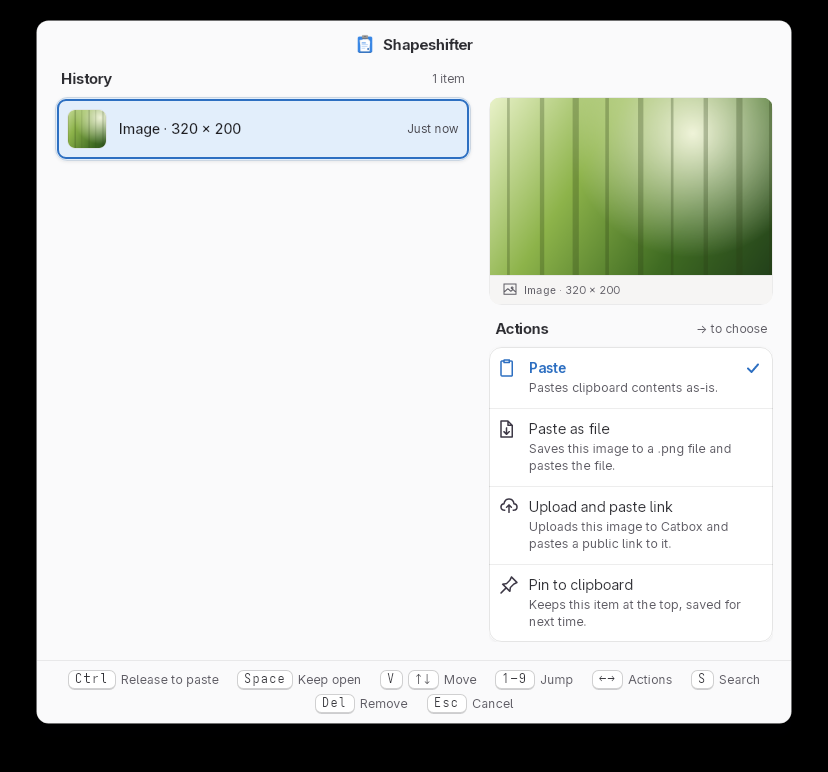 Shapeshifter
History
1 item
Image · 320 × 200
Just now
Image · 320 × 200
Actions
→ to choose
Paste
Pastes clipboard contents as-is.
Paste as file
Saves this image to a .png file and
pastes the file.
Upload and paste link
Uploads this image to Catbox and
pastes a public link to it.
Pin to clipboard
Keeps this item at the top, saved for
next time.
Ctrl Release to paste Space Keep open V ↑↓ Move 1–9 Jump ←→ Actions S Search
Del Remove Esc Cancel